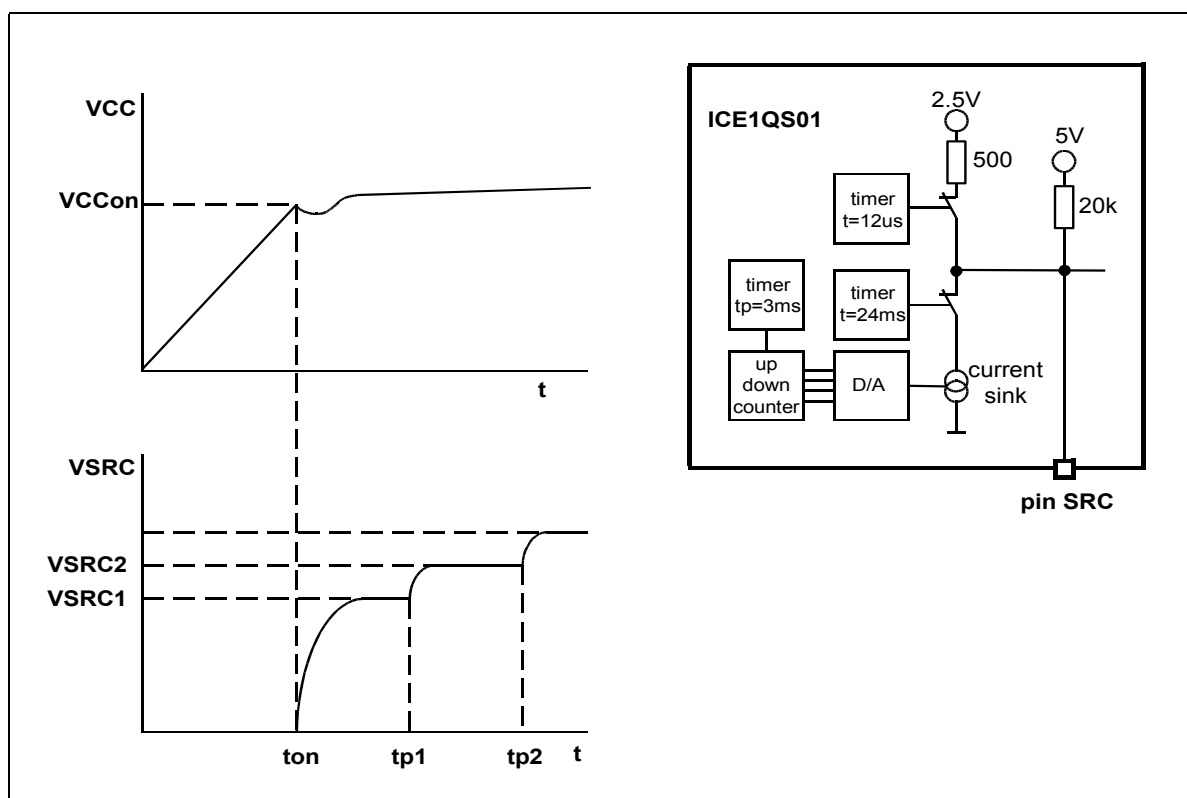 VCC
VCCon
t
VSRC
VSRC2
VSRC1
ton
tp1
tp2
t
ICE1QS01
2.5V
500
5V
20k
timer
t=12us
timer
tp=3ms
timer
t=24ms
up
down
counter
D/A
current
sink
pin SRC